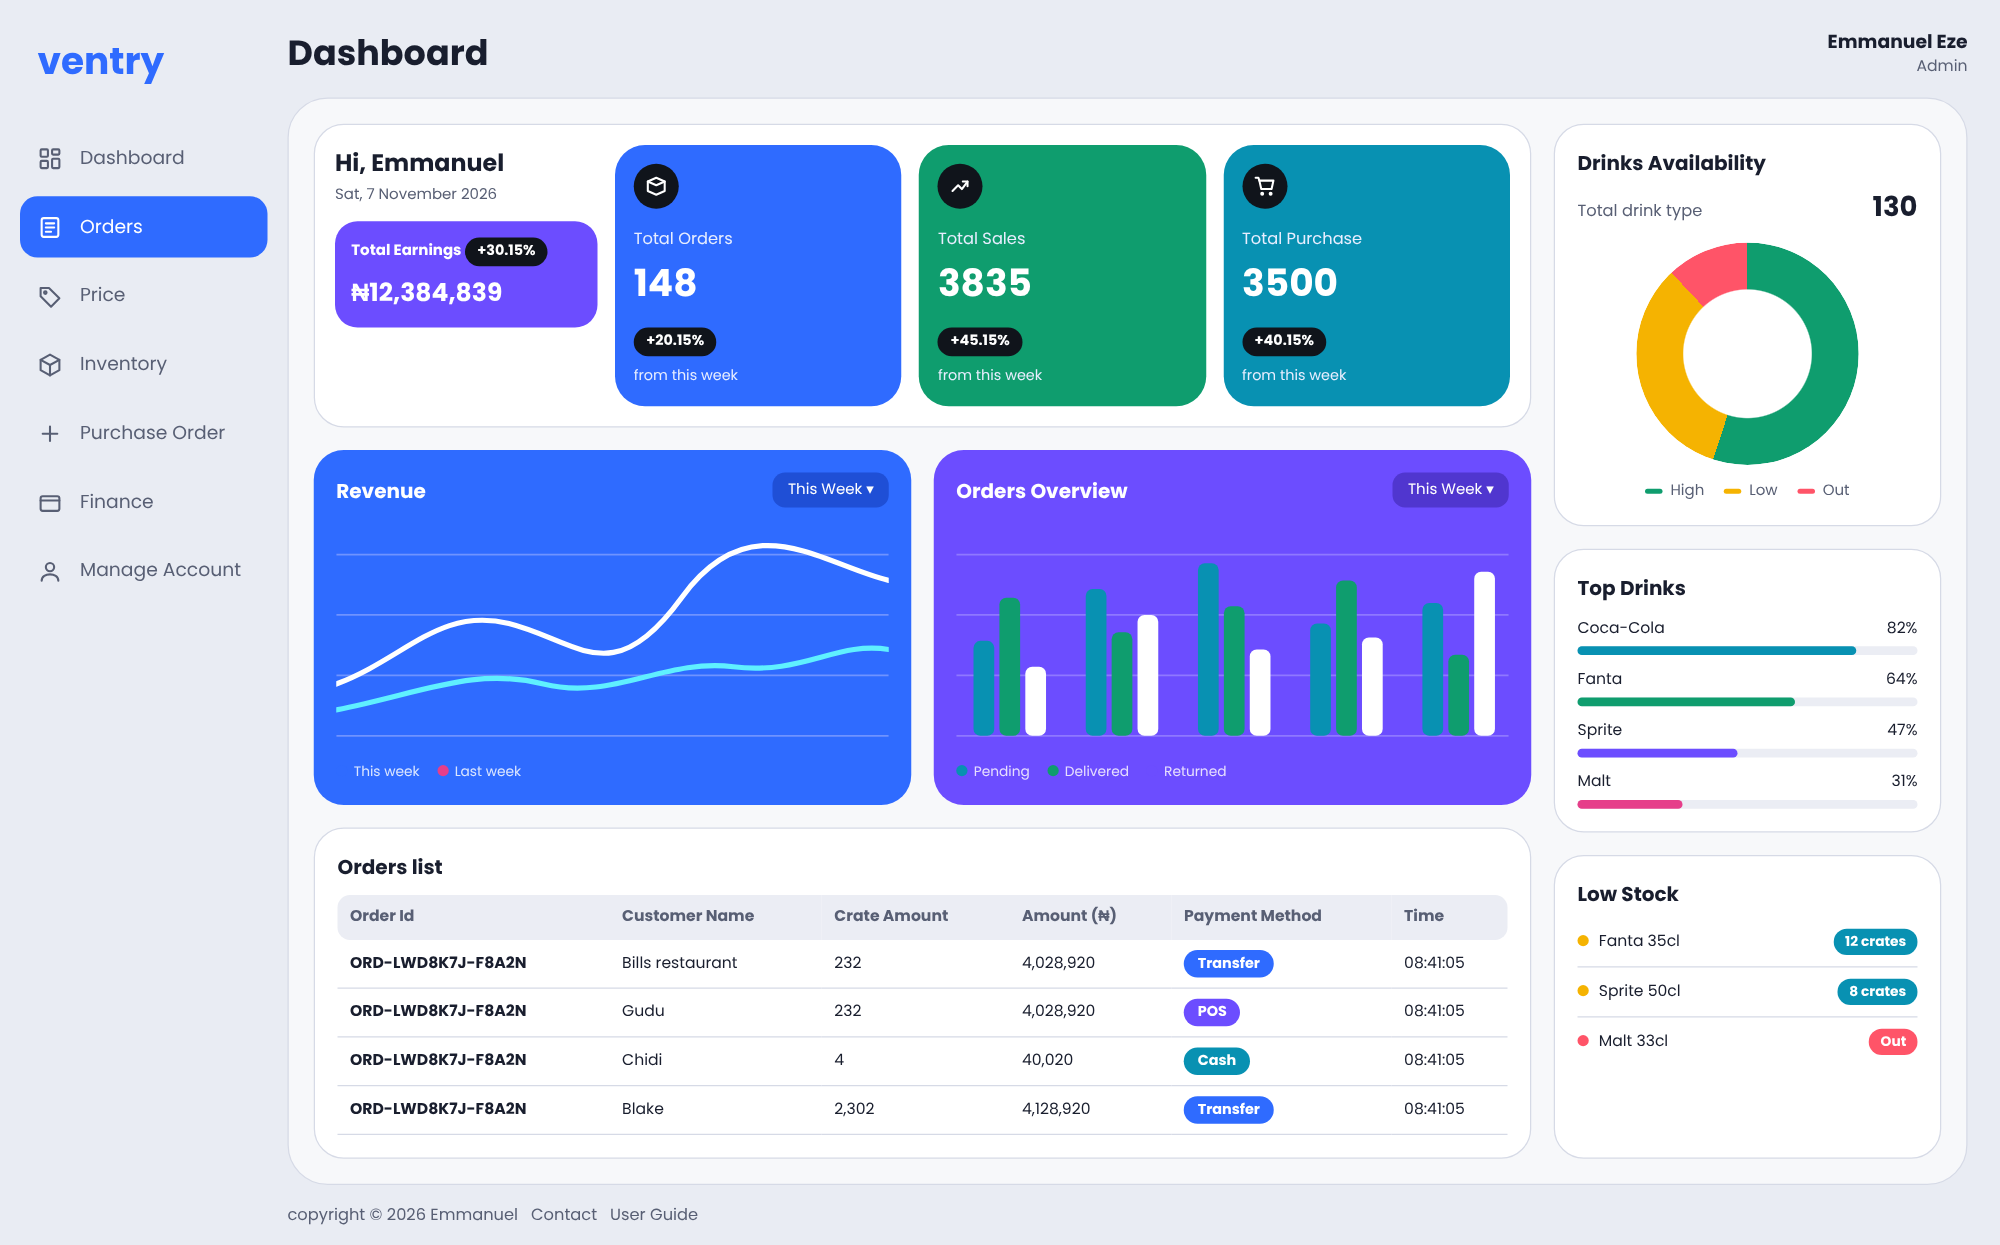 ventry
Dashboard
Orders
Price
Inventory
Purchase Order
Finance
Manage Account
Dashboard
Emmanuel Eze
Admin
Hi, Emmanuel
Sat, 7 November 2026
Total Earnings +30.15%
₦12,384,839
Total Orders
148
+20.15%
from this week
Total Sales
3835
+45.15%
from this week
Total Purchase
3500
+40.15%
from this week
Revenue
This Week ▾
This week Last week
Orders Overview
This Week ▾
Pending Delivered Returned
Orders list
Order Id Customer Name Crate Amount Amount (₦) Payment Method Time
ORD-LWD8K7J-F8A2N Bills restaurant 232 4,028,920 Transfer 08:41:05
ORD-LWD8K7J-F8A2N Gudu 232 4,028,920 POS 08:41:05
ORD-LWD8K7J-F8A2N Chidi 4 40,020 Cash 08:41:05
ORD-LWD8K7J-F8A2N Blake 2,302 4,128,920 Transfer 08:41:05
Drinks Availability
Total drink type 130
High Low Out
Top Drinks
Coca-Cola 82%
Fanta 64%
Sprite 47%
Malt 31%
Low Stock
Fanta 35cl 12 crates
Sprite 50cl 8 crates
Malt 33cl Out
copyright © 2026 Emmanuel Contact User Guide